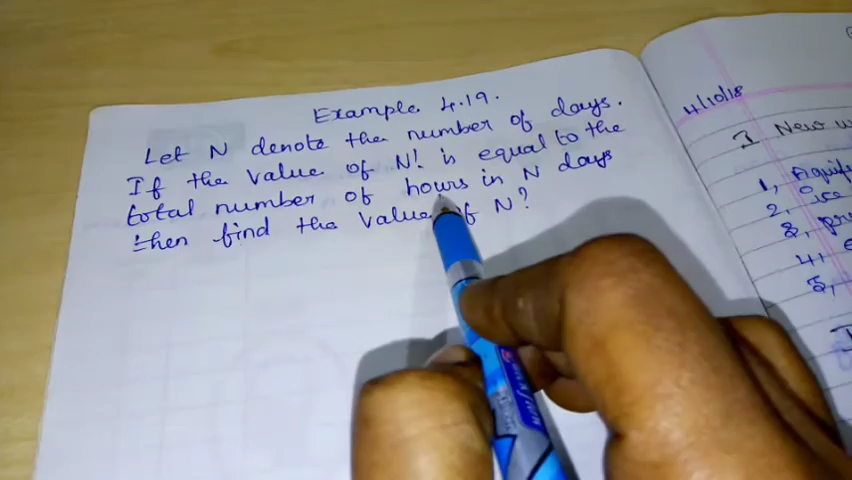 Example 4.19.
Let N denote the number of days.
If the value of N! is equal to the
total number of hours in N days
then find the value of N?
4/10/18
I New
1,
2, Ice
3,
4,
5,